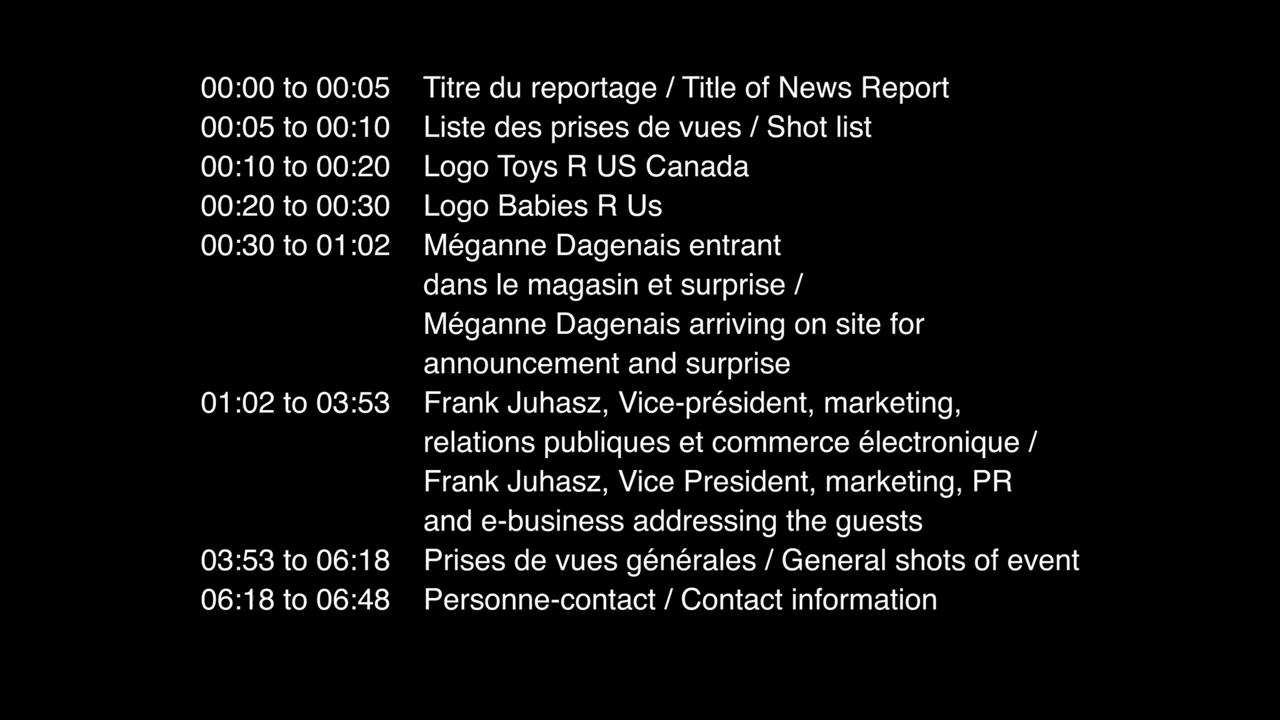 00:00 to 00:05 Titre du reportage / Title of News Report
00:05 to 00:10 Liste des prises de vues / Shot list
00:10 to 00:20 Logo Toys R US Canada
00:20 to 00:30 Logo Babies R Us
00:30 to 01:02 Méganne Dagenais entrant
dans le magasin et surprise /
Méganne Dagenais arriving on site for
announcement and surprise
01:02 to 03:53 Frank Juhasz, Vice-président, marketing,
relations publiques et commerce électronique /
Frank Juhasz, Vice President, marketing, PR
and e-business addressing the guests
03:53 to 06:18 Prises de vues générales / General shots of event
06:18 to 06:48 Personne-contact / Contact information